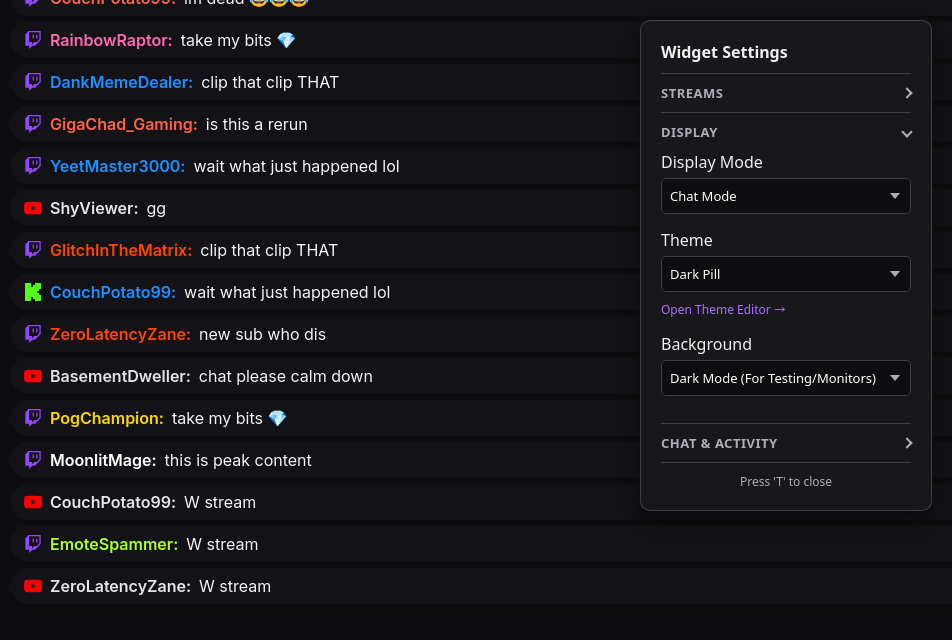 CouchPotato99: im dead 😂😂😂
RainbowRaptor: take my bits 💎
DankMemeDealer: clip that clip THAT
GigaChad_Gaming: is this a rerun
YeetMaster3000: wait what just happened lol
ShyViewer: gg
GlitchInTheMatrix: clip that clip THAT
CouchPotato99: wait what just happened lol
ZeroLatencyZane: new sub who dis
BasementDweller: chat please calm down
PogChampion: take my bits 💎
MoonlitMage: this is peak content
CouchPotato99: W stream
EmoteSpammer: W stream
ZeroLatencyZane: W stream
Widget Settings
STREAMS
DISPLAY
Display Mode
Chat Mode
Theme
Dark Pill
Open Theme Editor →
Background
Dark Mode (For Testing/Monitors)
CHAT & ACTIVITY
Press 'T' to close